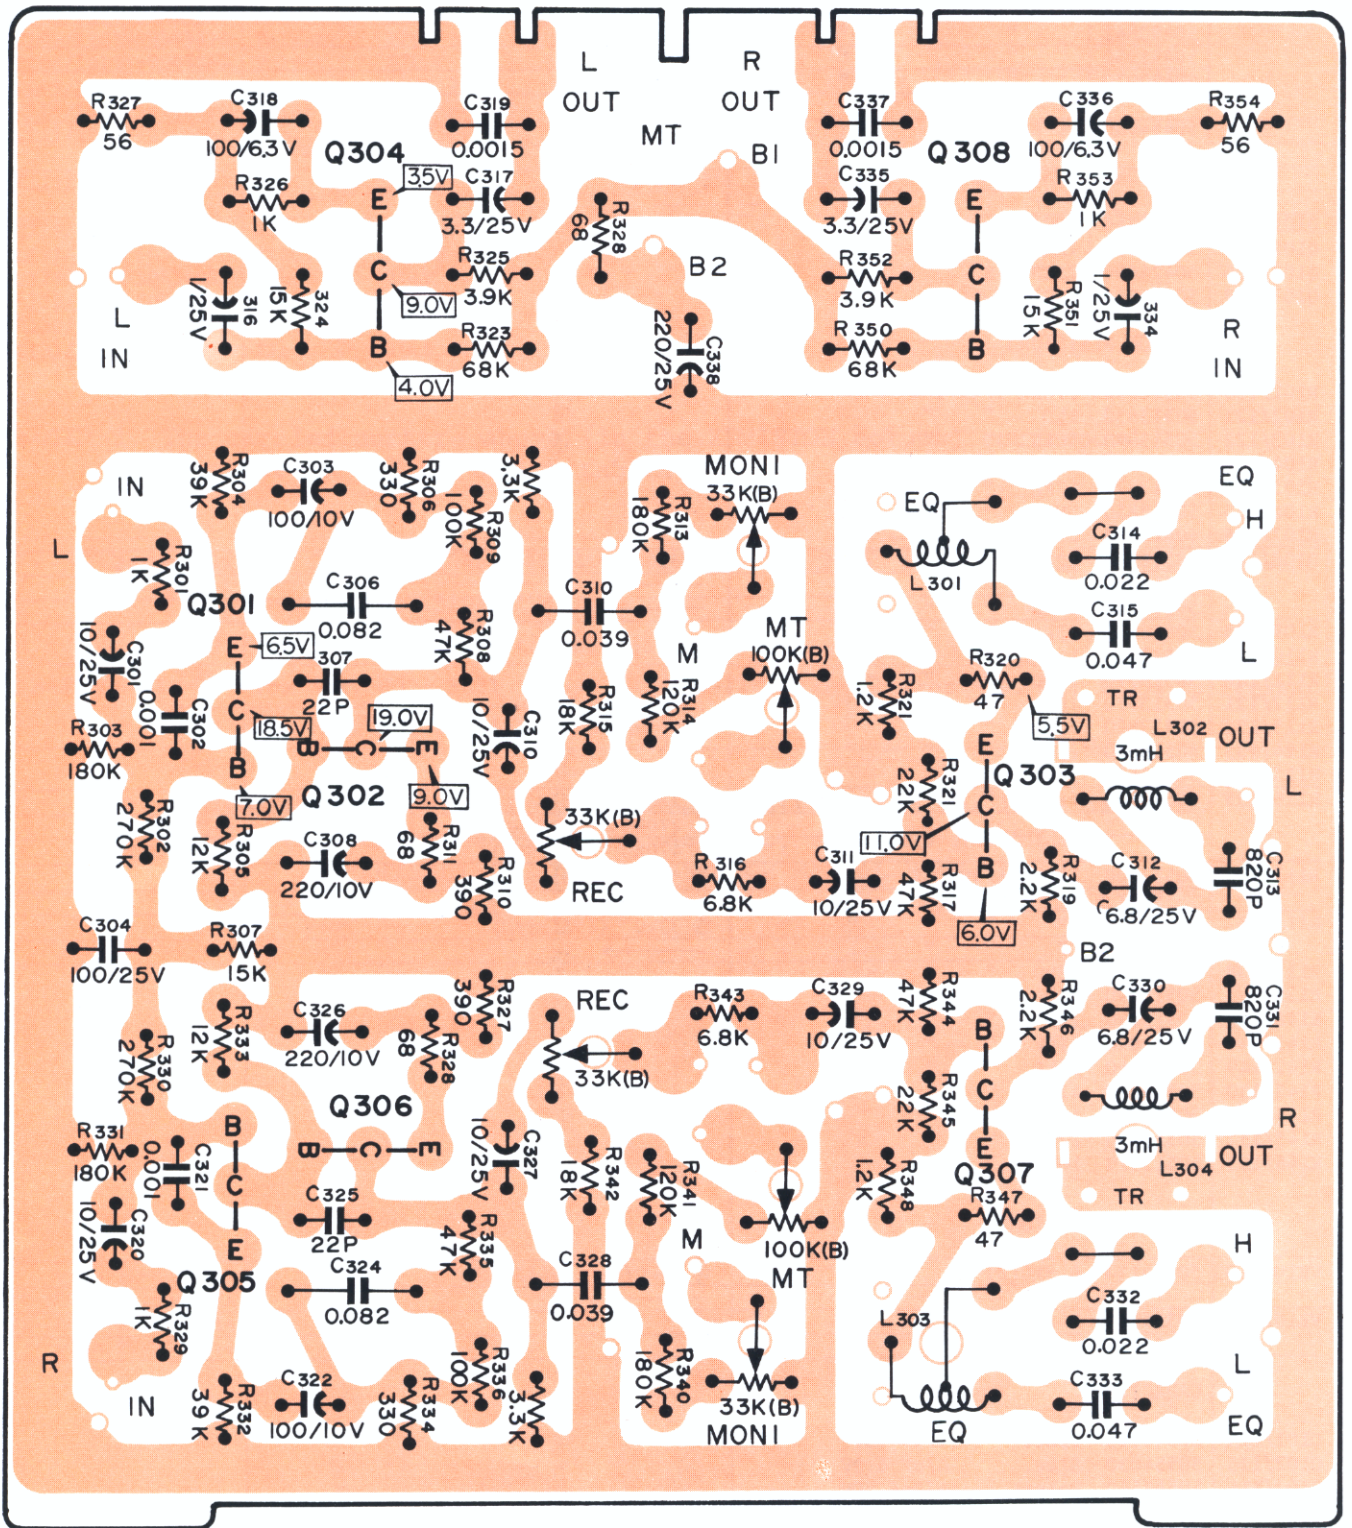 L
R
OUT
OUT
MT
B1
R327
56
C318
100/6.3V
Q304
C319
0.0015
C337
0.0015
Q308
C336
100/6.3V
R354
56
R326
1K
E
3.5V
C317
3.3/25V
R328
68
C335
3.3/25V
E
R353
1K
B2
1/25V
316
15K
324
C
9.0V
R325
3.9K
R352
3.9K
C
R351
15K
1/25V
334
L
IN
B
4.0V
R323
68K
220/25V
C338
R350
68K
B
R
IN
IN
39K
R304
C303
100/10V
330
R306
100K
R309
3.3K
180K
R313
MONI
33K(B)
EQ
L301
EQ
H
C314
0.022
L
1K
R301
Q301
C306
0.082
C310
0.039
C315
0.047
L
10/25V
C301
E
6.5V
307
22P
47K
R308
M
MT
100K(B)
R320
47
5.5V
TR
L302
OUT
3mH
0.001
C302
C
18.5V
R303
180K
B
7.0V
B
C
E
19.0V
9.0V
Q302
10/25V
C310
18K
R315
120K
R314
1.2K
R321
E
Q303
C
B
22K
R321
11.0V
L
270K
R302
12K
R305
C308
220/10V
68
R311
390
R310
33K(B)
REC
R316
6.8K
C311
10/25V
47K
R317
6.0V
2.2K
R319
C312
6.8/25V
C313
820P
C304
100/25V
R307
15K
B2
270K
R330
12K
R333
C326
220/10V
68
R328
390
R327
REC
33K(B)
R343
6.8K
C329
10/25V
47K
R344
B
C
E
2.2K
R346
C330
6.8/25V
C331
820P
22K
R345
R331
180K
0.001
C321
B
C
E
Q306
B
C
E
10/25V
C327
18K
R342
120K
R341
1.2K
R348
Q307
R
3mH
L304
OUT
TR
10/25V
C320
C325
22P
47K
R335
M
100K(B)
MT
R347
47
Q305
C324
0.082
C328
0.039
H
1K
R329
L303
C332
0.022
R
IN
39K
R332
C322
100/10V
330
R334
100K
R336
3.3K
180K
R340
33K(B)
MONI
EQ
C333
0.047
L
EQ